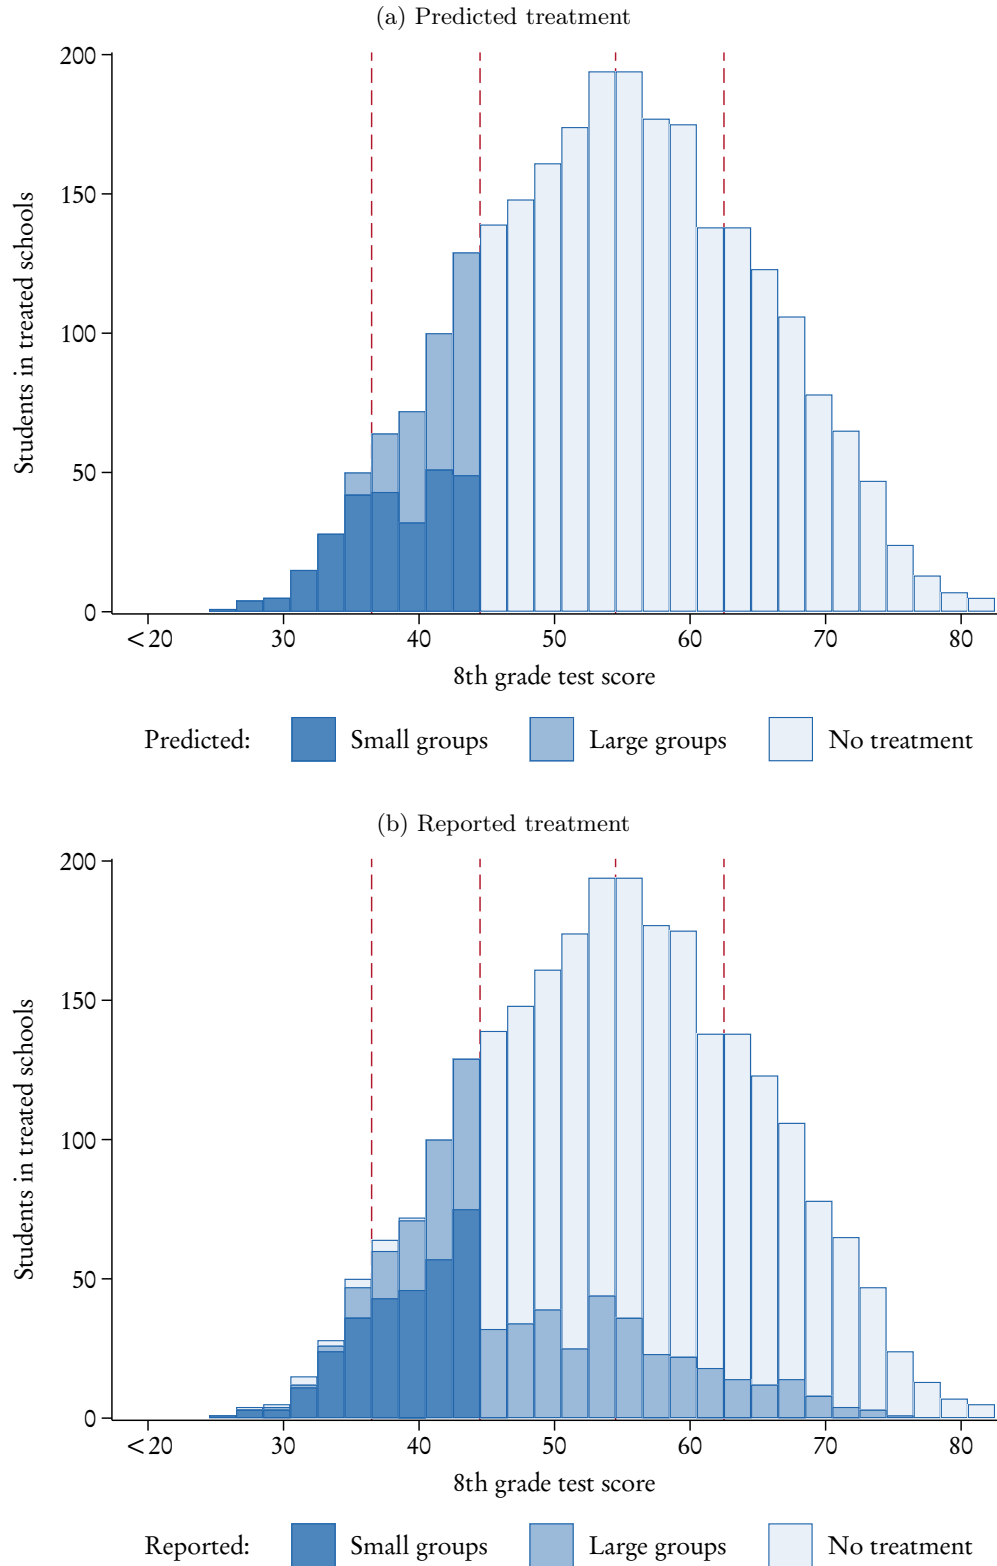 (a) Predicted treatment
200
150
100
50
0
Students in treated schools
<20 30 40 50 60 70 80
8th grade test score
Predicted: Small groups Large groups No treatment
(b) Reported treatment
200
150
100
50
0
Students in treated schools
<20 30 40 50 60 70 80
8th grade test score
Reported: Small groups Large groups No treatment